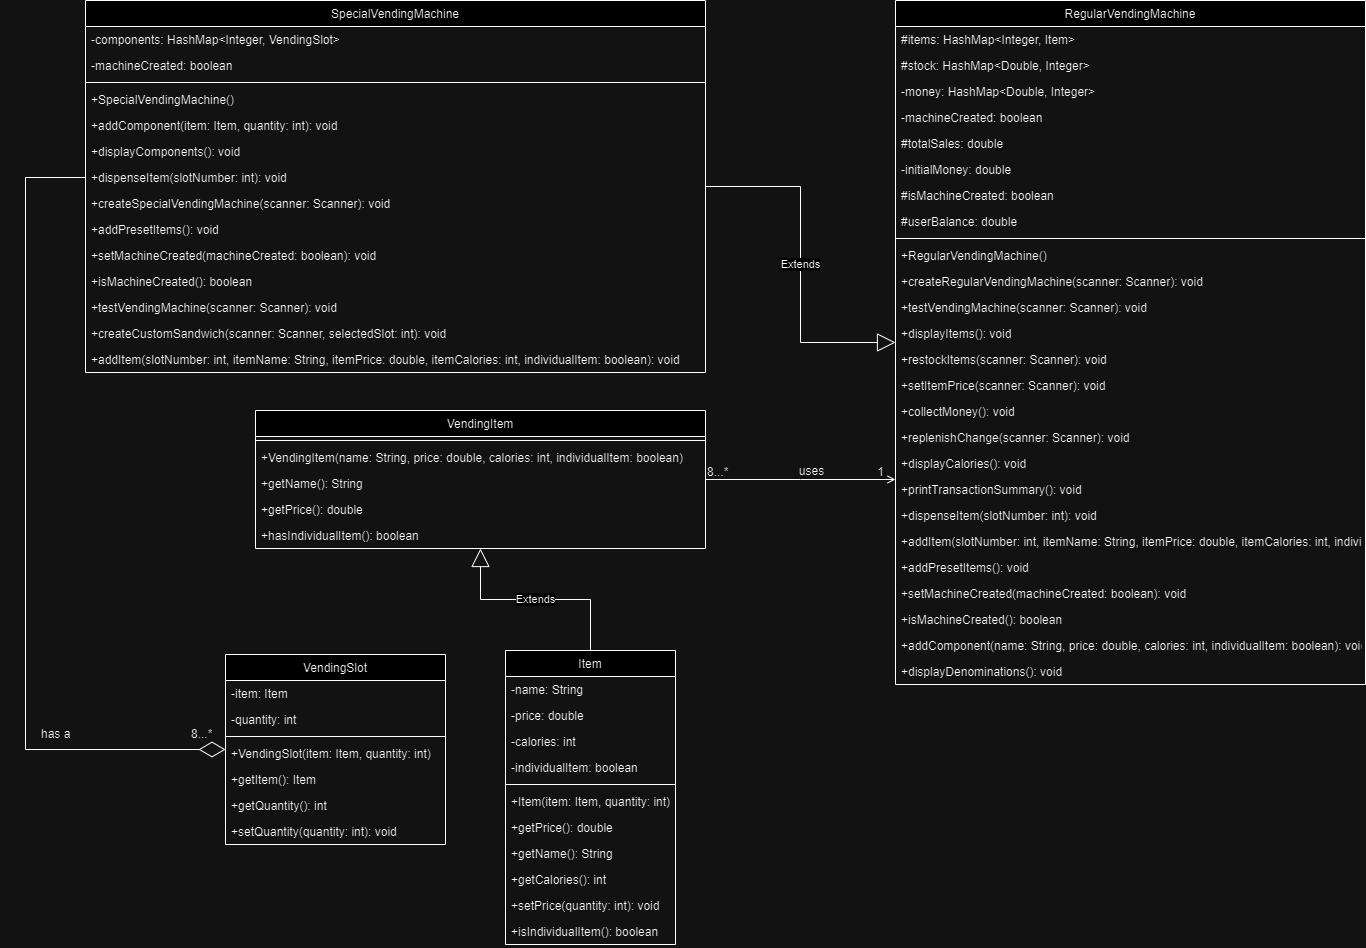 SpecialVendingMachine
-components: HashMap<Integer, VendingSlot>
-machineCreated: boolean
+SpecialVendingMachine()
+addComponent(item: Item, quantity: int): void
+displayComponents(): void
+dispenseItem(slotNumber: int): void
+createSpecialVendingMachine(scanner: Scanner): void
+addPresetItems(): void
+setMachineCreated(machineCreated: boolean): void
+isMachineCreated(): boolean
+testVendingMachine(scanner: Scanner): void
+createCustomSandwich(scanner: Scanner, selectedSlot: int): void
+addItem(slotNumber: int, itemName: String, itemPrice: double, itemCalories: int, individualItem: boolean): void
Extends
RegularVendingMachine
#items: HashMap<Integer, Item>
#stock: HashMap<Double, Integer>
-money: HashMap<Double, Integer>
-machineCreated: boolean
#totalSales: double
-initialMoney: double
#isMachineCreated: boolean
#userBalance: double
+RegularVendingMachine()
+createRegularVendingMachine(scanner: Scanner): void
+testVendingMachine(scanner: Scanner): void
+displayItems(): void
+restockItems(scanner: Scanner): void
+setItemPrice(scanner: Scanner): void
+collectMoney(): void
+replenishChange(scanner: Scanner): void
+displayCalories(): void
+printTransactionSummary(): void
+dispenseItem(slotNumber: int): void
+addItem(slotNumber: int, itemName: String, itemPrice: double, itemCalories: int, indivi
+addPresetItems(): void
+setMachineCreated(machineCreated: boolean): void
+isMachineCreated(): boolean
+addComponent(name: String, price: double, calories: int, individualItem: boolean): voi
+displayDenominations(): void
VendingItem
+VendingItem(name: String, price: double, calories: int, individualItem: boolean)
+getName(): String
+getPrice(): double
+hasIndividualItem(): boolean
8...* uses 1
Extends
VendingSlot
-item: Item
-quantity: int
+VendingSlot(item: Item, quantity: int)
+getItem(): Item
+getQuantity(): int
+setQuantity(quantity: int): void
has a 8...*
Item
-name: String
-price: double
-calories: int
-individualItem: boolean
+Item(item: Item, quantity: int)
+getPrice(): double
+getName(): String
+getCalories(): int
+setPrice(quantity: int): void
+isIndividualItem(): boolean